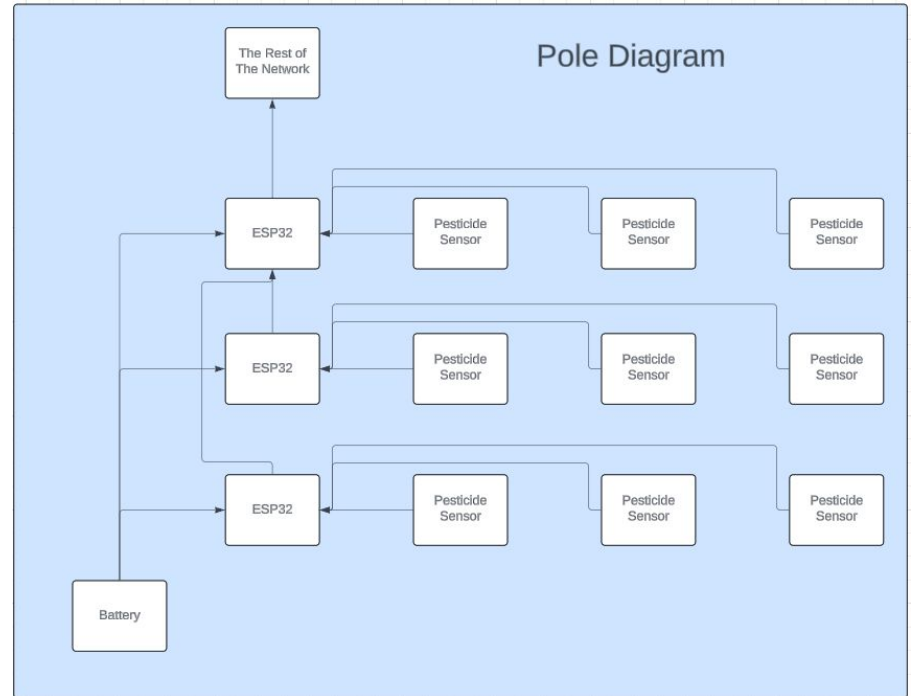 Pole Diagram
The Rest of
The Network
ESP32
Pesticide
Sensor
Pesticide
Sensor
Pesticide
Sensor
ESP32
Pesticide
Sensor
Pesticide
Sensor
Pesticide
Sensor
ESP32
Pesticide
Sensor
Pesticide
Sensor
Pesticide
Sensor
Battery